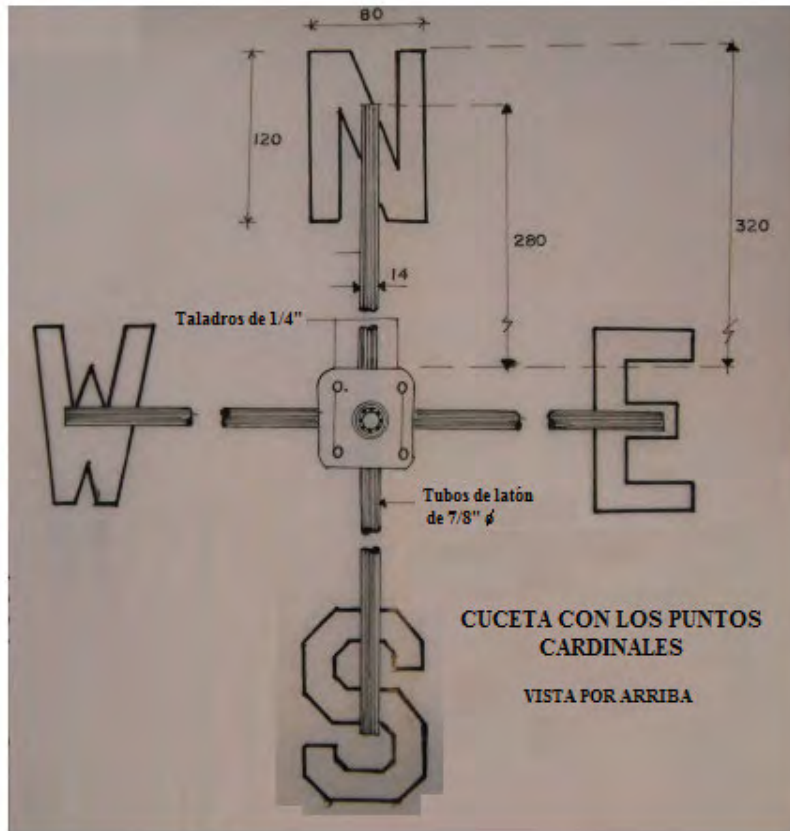 80
N
120
280
320
14
Taladros de 1/4"
W
E
Tubos de latón
de 7/8" ø
S
CUCETA CON LOS PUNTOS
CARDINALES
VISTA POR ARRIBA